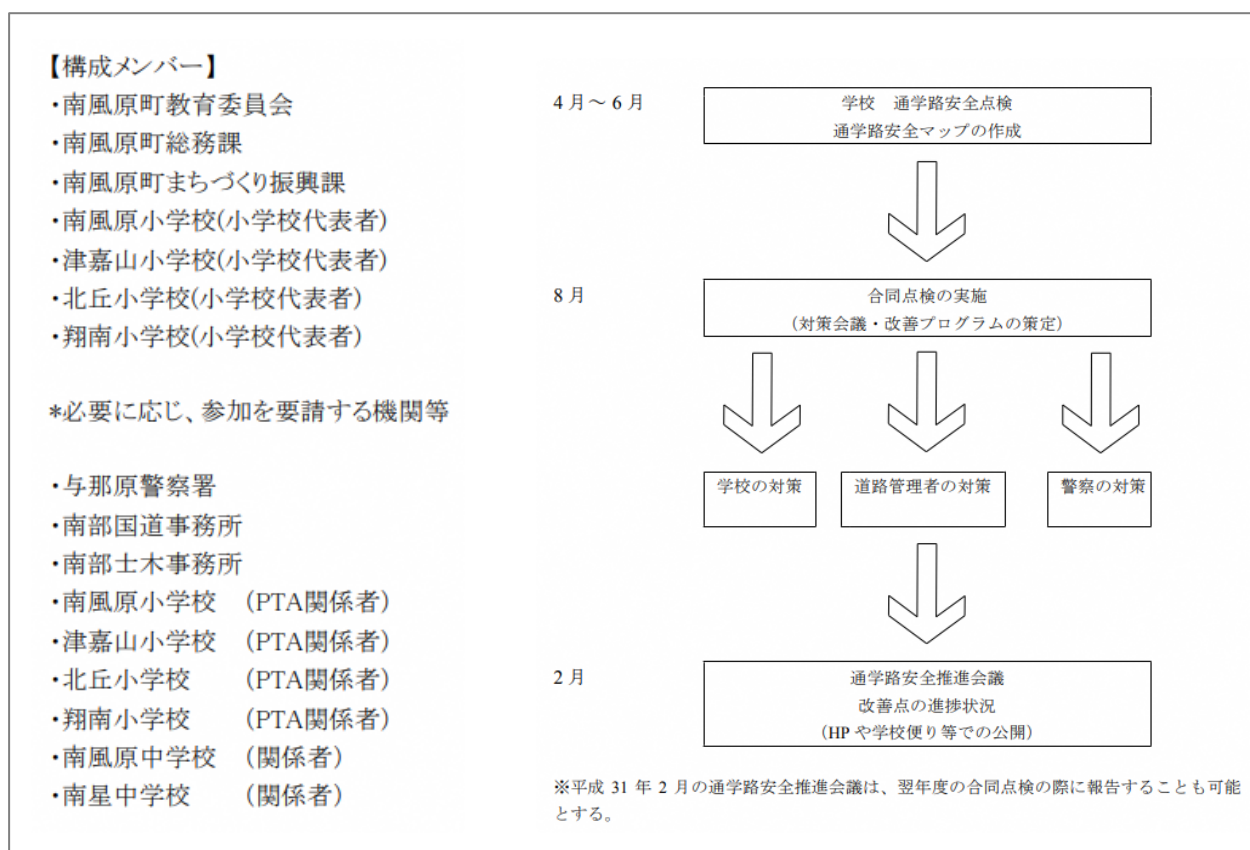 【構成メンバー】
・南風原町教育委員会
・南風原町総務課
・南風原町まちづくり振興課
・南風原小学校(小学校代表者)
・津嘉山小学校(小学校代表者)
・北丘小学校(小学校代表者)
・翔南小学校(小学校代表者)
*必要に応じ、参加を要請する機関等
・与那原警察署
・南部国道事務所
・南部土木事務所
・南風原小学校 (PTA関係者)
・津嘉山小学校 (PTA関係者)
・北丘小学校 (PTA関係者)
・翔南小学校 (PTA関係者)
・南風原中学校 (関係者)
・南星中学校 (関係者)
4月～6月
学校 通学路安全点検
通学路安全マップの作成
8月
合同点検の実施
(対策会議・改善プログラムの策定)
学校の対策
道路管理者の対策
警察の対策
2月
通学路安全推進会議
改善点の進捗状況
(HPや学校便り等での公開)
※平成 31 年 2 月の通学路安全推進会議は、翌年度の合同点検の際に報告することも可能
とする。